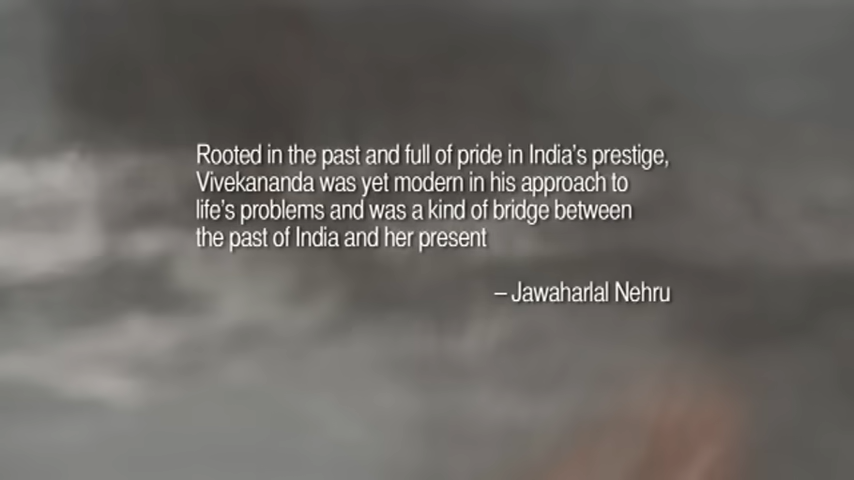 Rooted in the past and full of pride in India's prestige,
Vivekananda was yet modern in his approach to
life's problems and was a kind of bridge between
the past of India and her present
– Jawaharlal Nehru